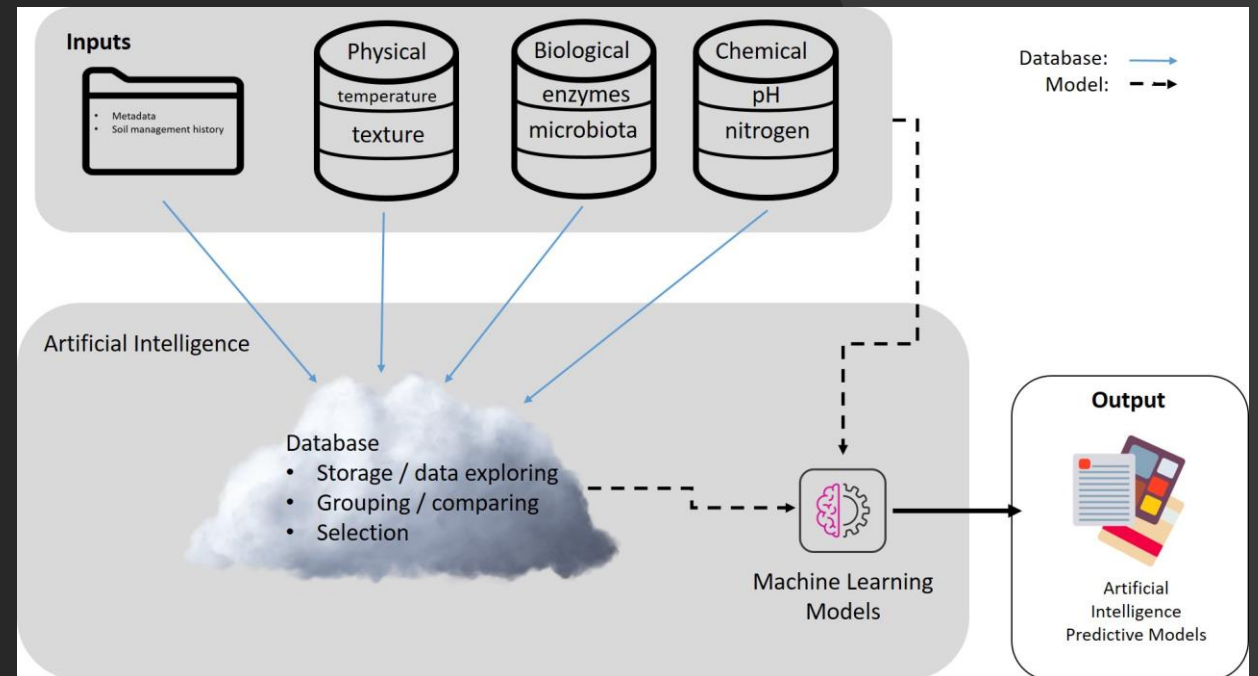 Inputs
• Metadata
• Soil management history
Physical
temperature
texture
Biological
enzymes
microbiota
Chemical
pH
nitrogen
Database:
Model:
Artificial Intelligence
Database
• Storage / data exploring
• Grouping / comparing
• Selection
Machine Learning
Models
Output
Artificial
Intelligence
Predictive Models